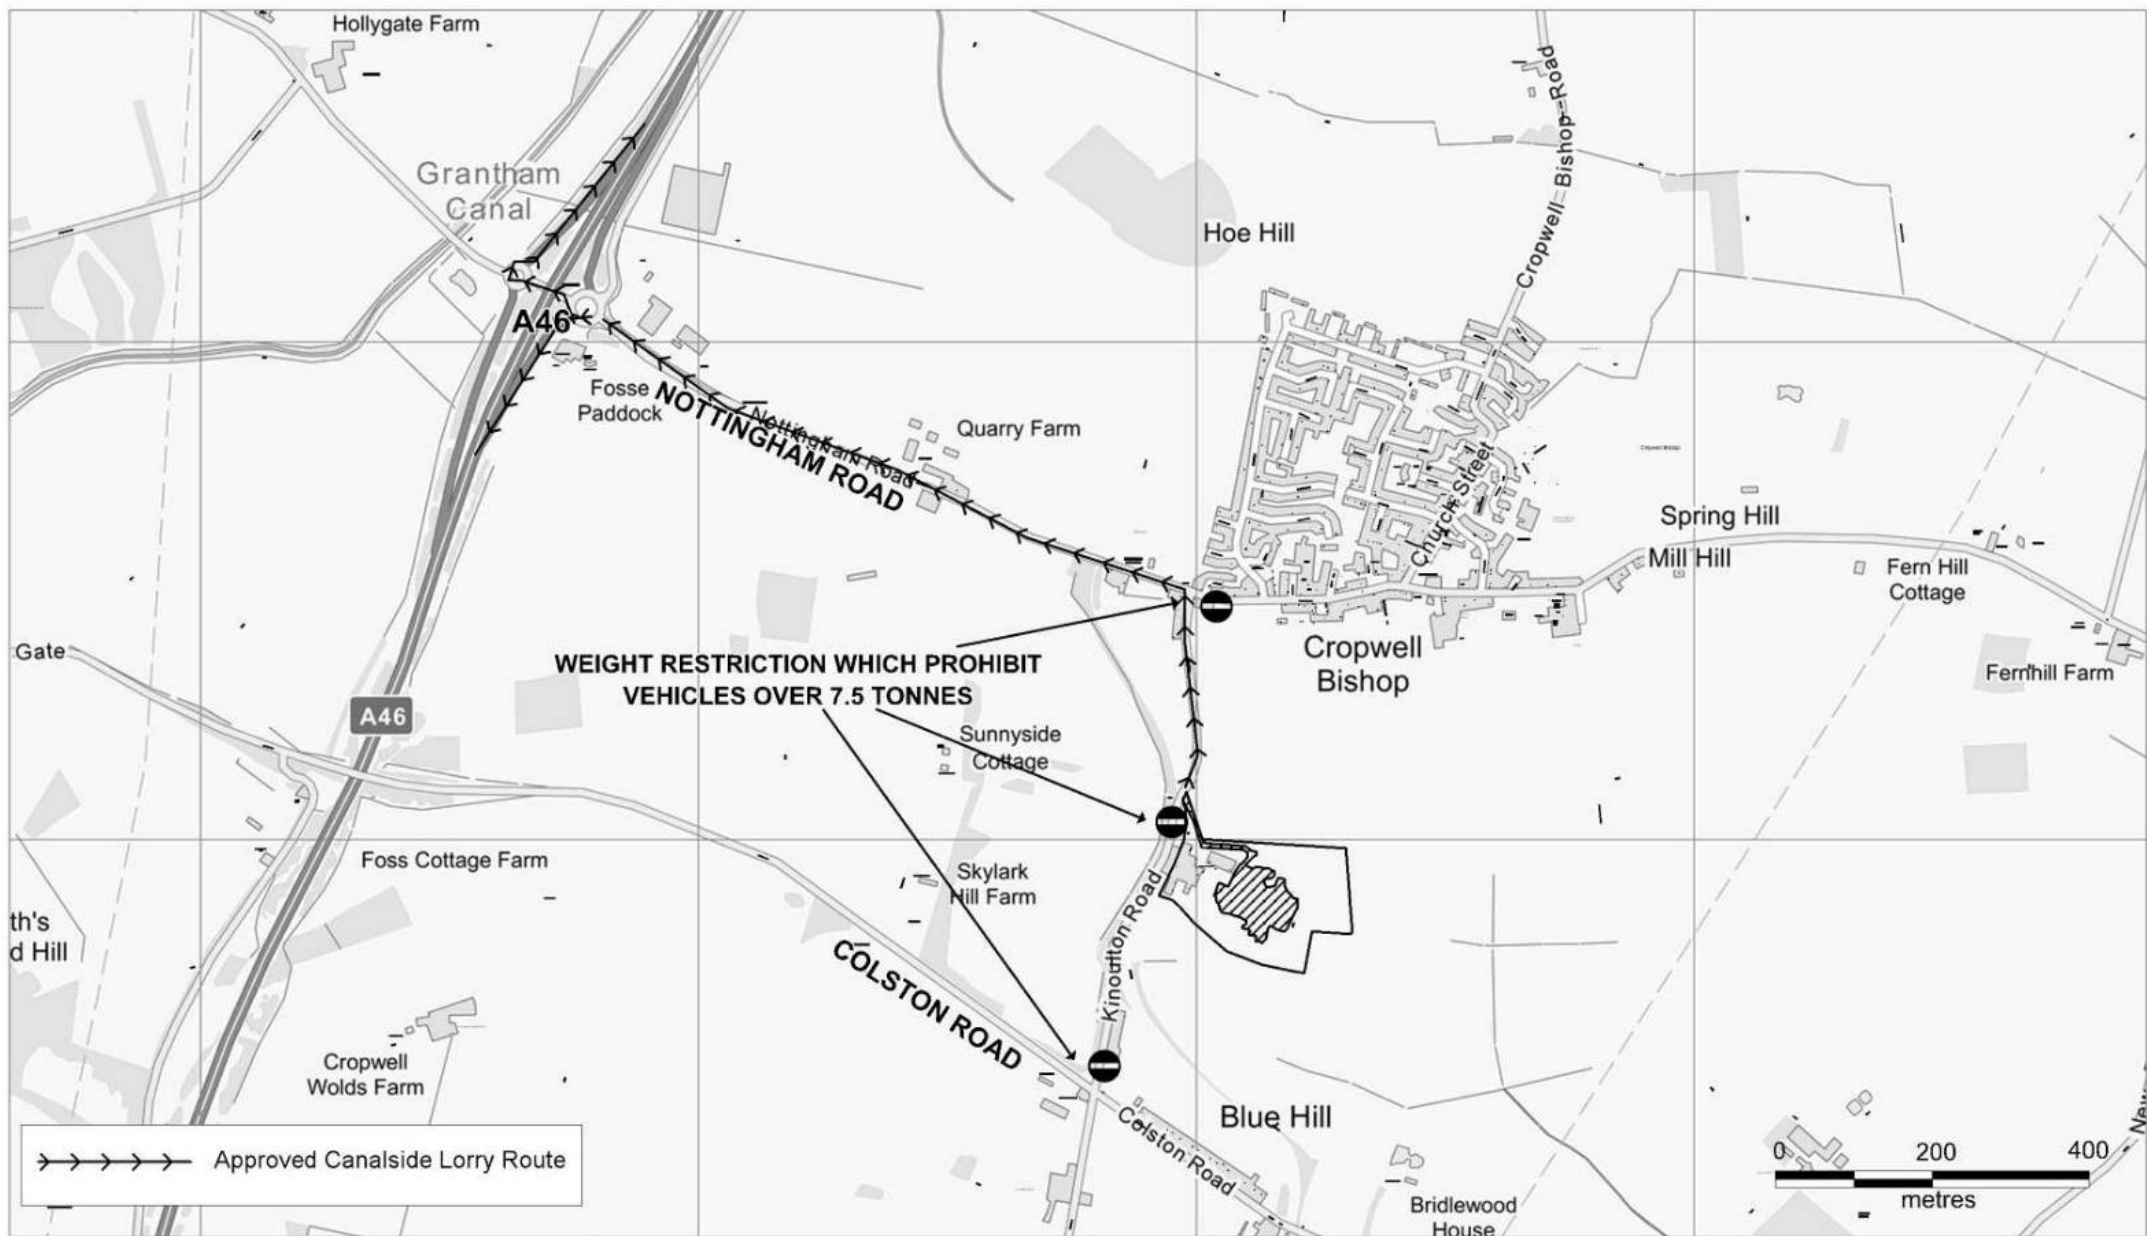 Hollygate Farm
Grantham
Canal
Cropwell Bishop Road
Hoe Hill
A46
Fosse
Paddock
NOTTINGHAM ROAD
Nottingham Road
Quarry Farm
Church Street
Cropwell Bishop
Spring Hill
Mill Hill
Fern Hill
Cottage
Gate
WEIGHT RESTRICTION WHICH PROHIBIT
VEHICLES OVER 7.5 TONNES
Cropwell
Bishop
Fernhill Farm
A46
Sunnyside
Cottage
Foss Cottage Farm
Skylark
Hill Farm
Kinoulton Road
th's
d Hill
COLSTON ROAD
Cropwell
Wolds Farm
Blue Hill
Colston Road
Approved Canalside Lorry Route
Bridlewood
House
0 200 400
metres
New